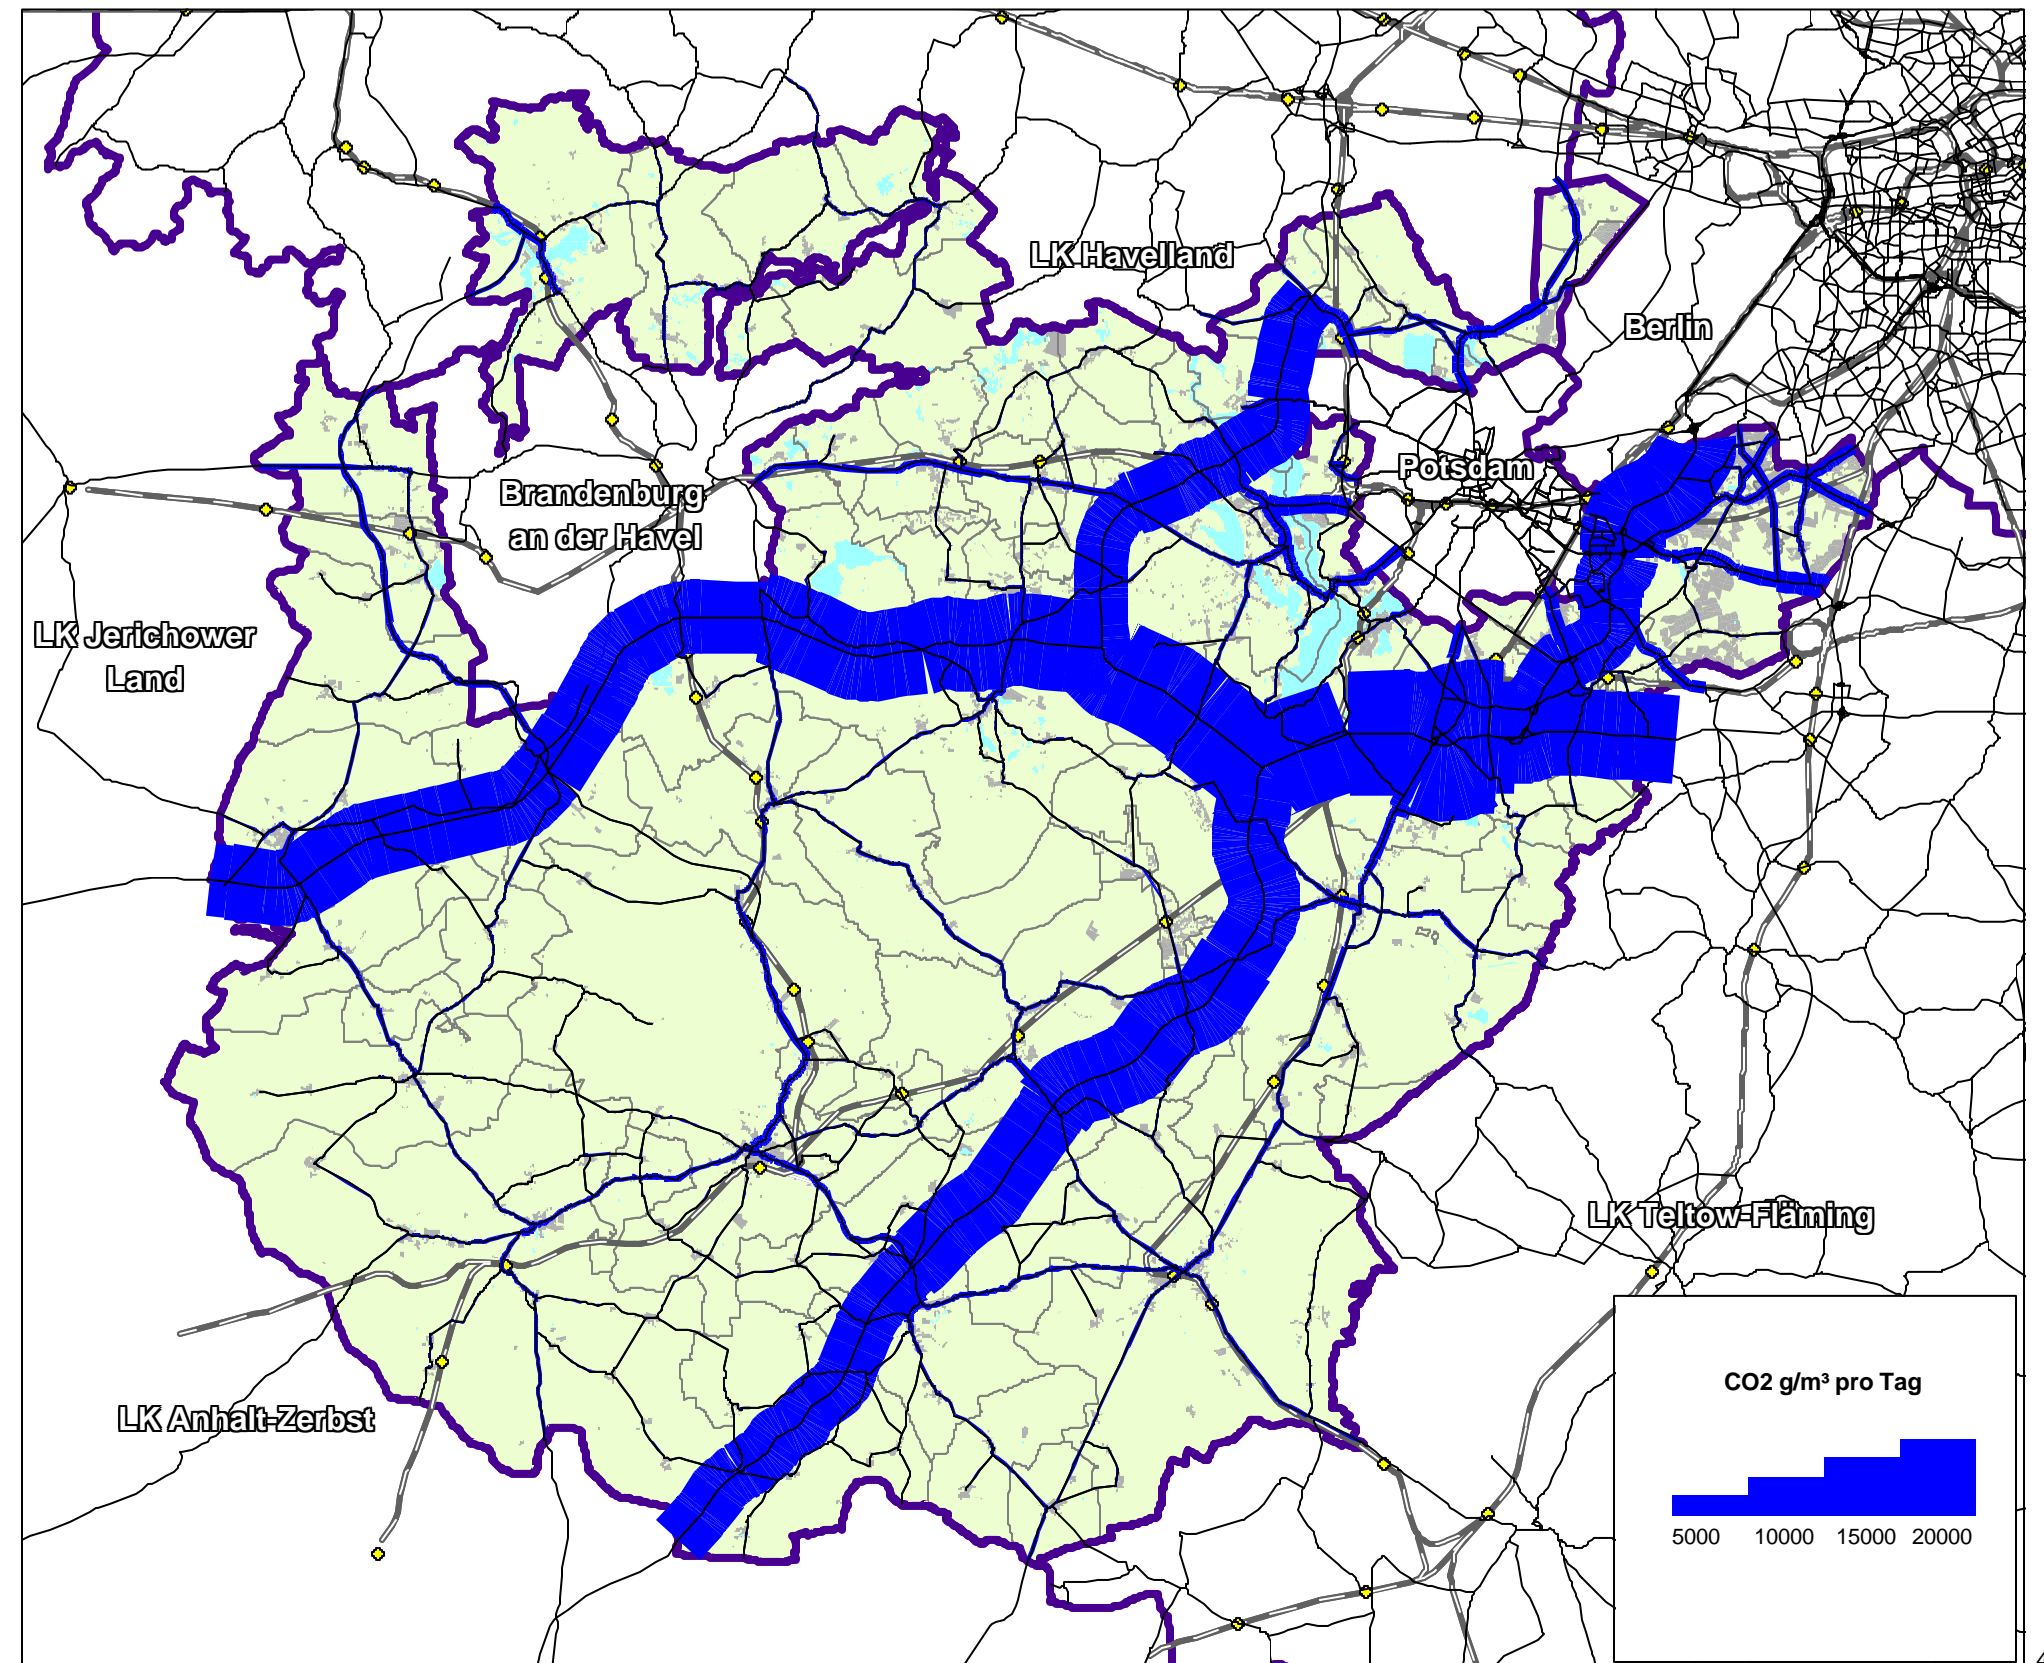 LK Havelland
Berlin
Potsdam
Brandenburg
an der Havel
LK Jerichower
Land
LK Teltow-Fläming
LK Anhalt-Zerbst
CO2 g/m³ pro Tag
5000 10000 15000 20000